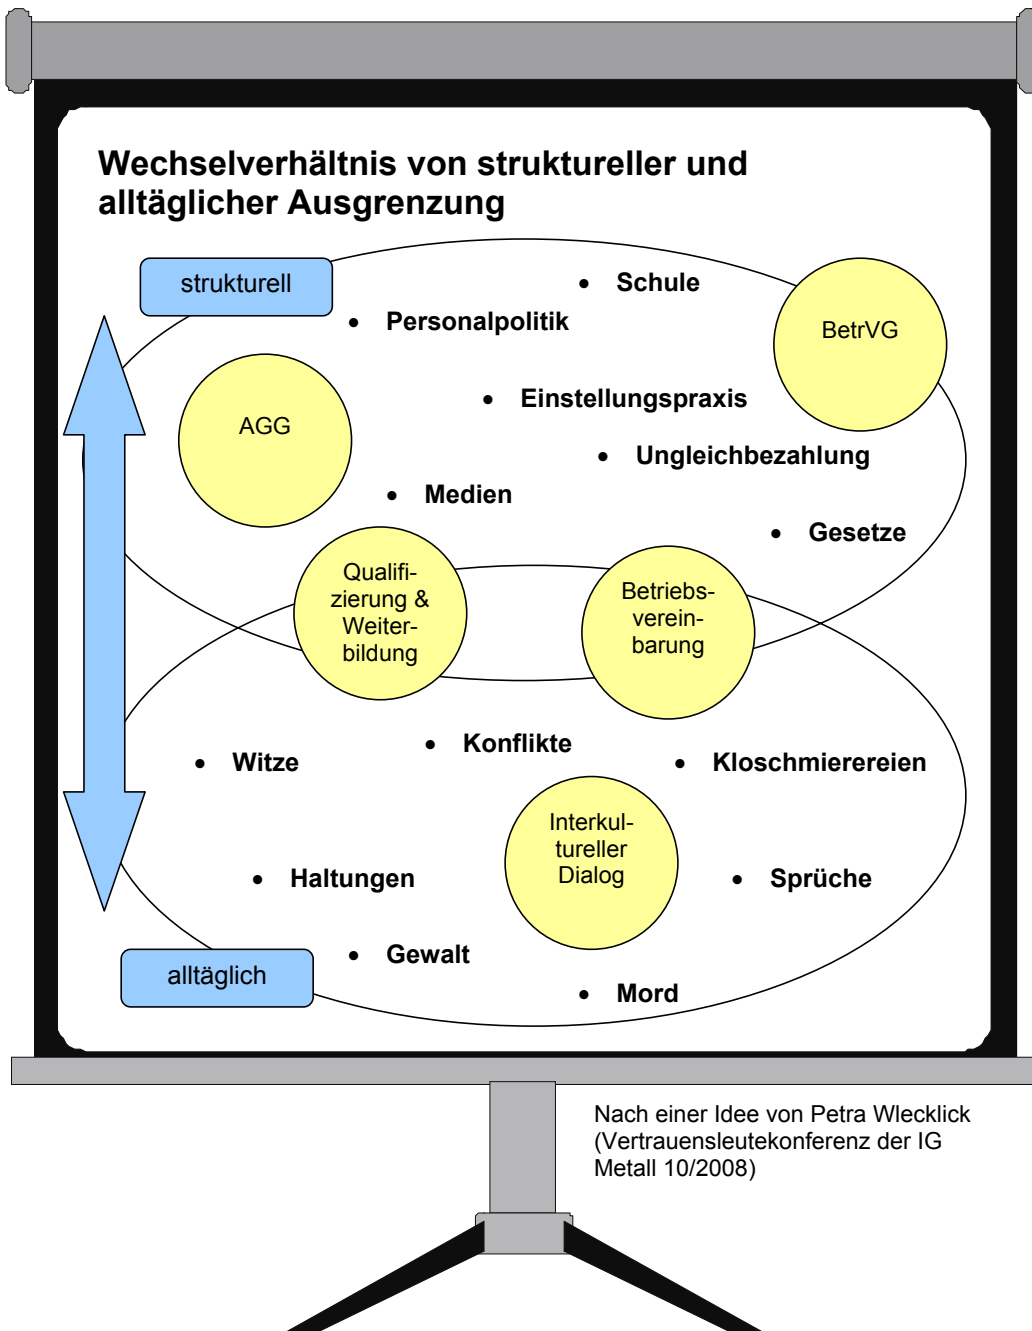 Wechselverhältnis von struktureller und
alltäglicher Ausgrenzung
strukturell
• Schule
• Personalpolitik
BetrVG
• Einstellungspraxis
AGG
• Ungleichbezahlung
• Medien
• Gesetze
Qualifi-
zierung &
Weiter-
bildung
Betriebs-
verein-
barung
• Konflikte
• Witze
• Kloschmierereien
Interkul-
tureller
Dialog
• Haltungen
• Sprüche
• Gewalt
alltäglich
• Mord
Nach einer Idee von Petra Wlecklick
(Vertrauensleutekonferenz der IG
Metall 10/2008)